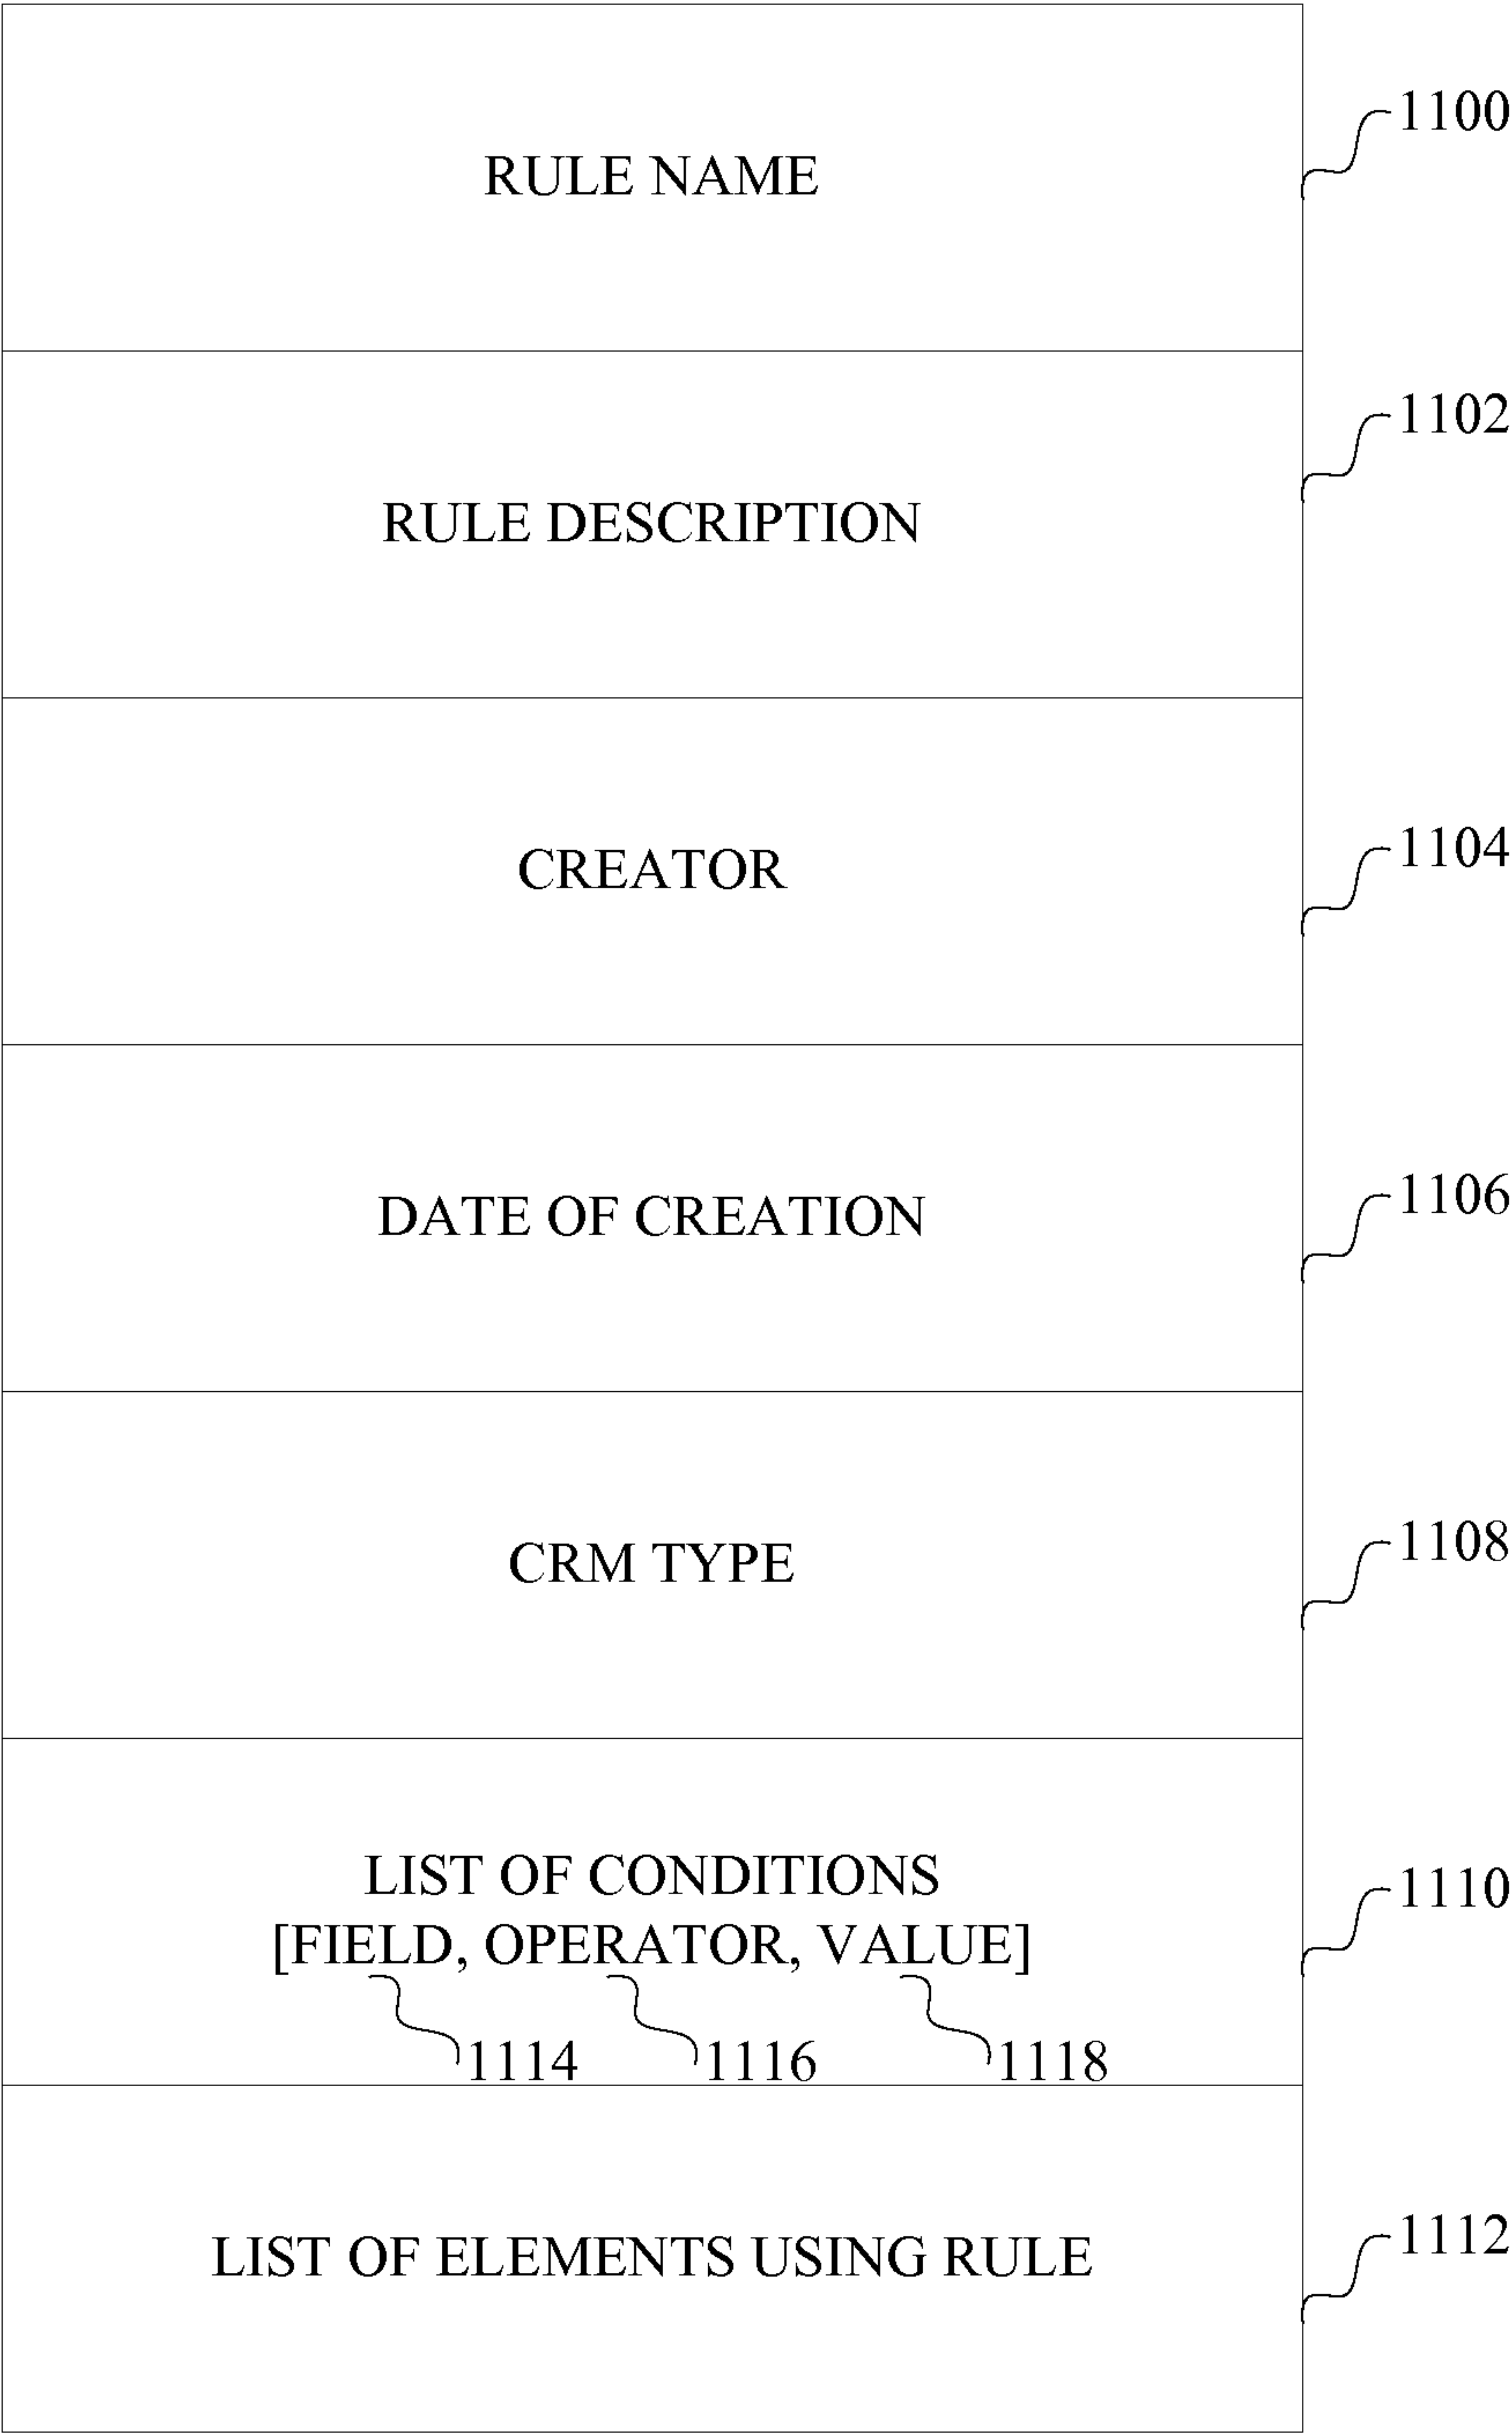 1100
RULE NAME
1102
RULE DESCRIPTION
1104
CREATOR
1106
DATE OF CREATION
1108
CRM TYPE
LIST OF CONDITIONS
1110
[FIELD, OPERATOR, VALUE]
1114 1116 1118
1112
LIST OF ELEMENTS USING RULE